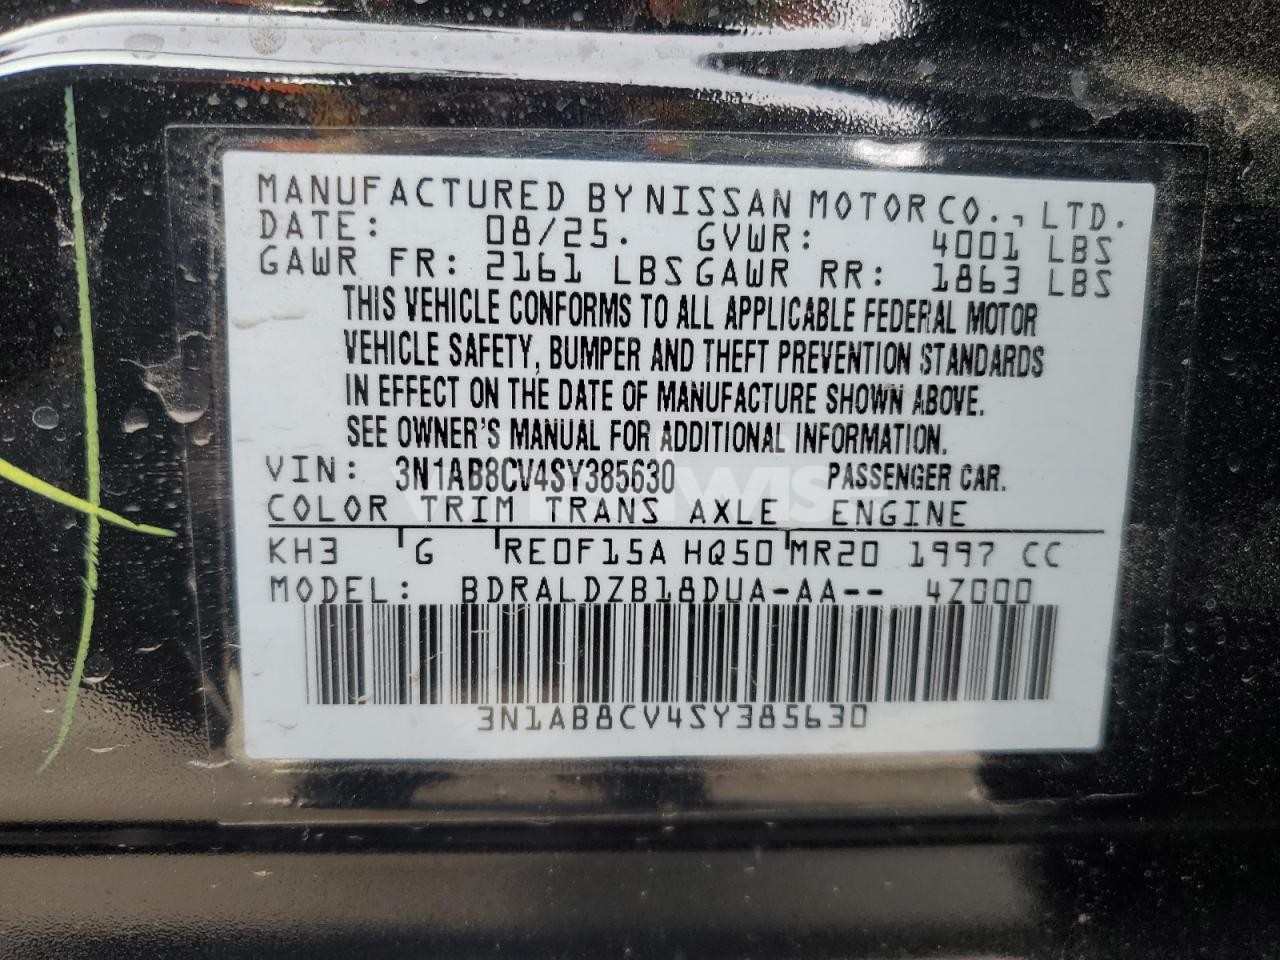 MANUFACTURED BY NISSAN MOTOR CO., LTD.
DATE: 08/25. GVWR: 4001 LBS
GAWR FR: 2161 LBS GAWR RR: 1863 LBS
THIS VEHICLE CONFORMS TO ALL APPLICABLE FEDERAL MOTOR
VEHICLE SAFETY, BUMPER AND THEFT PREVENTION STANDARDS
IN EFFECT ON THE DATE OF MANUFACTURE SHOWN ABOVE.
SEE OWNER'S MANUAL FOR ADDITIONAL INFORMATION.
VIN: 3N1AB8CV4SY385630 PASSENGER CAR.
COLOR TRIM TRANS AXLE ENGINE
KH3 G RE0F15A HQ50 MR20 1997 CC
MODEL: BDRALDZB18DUA-AA-- 4Z000
3N1AB8CV4SY385630